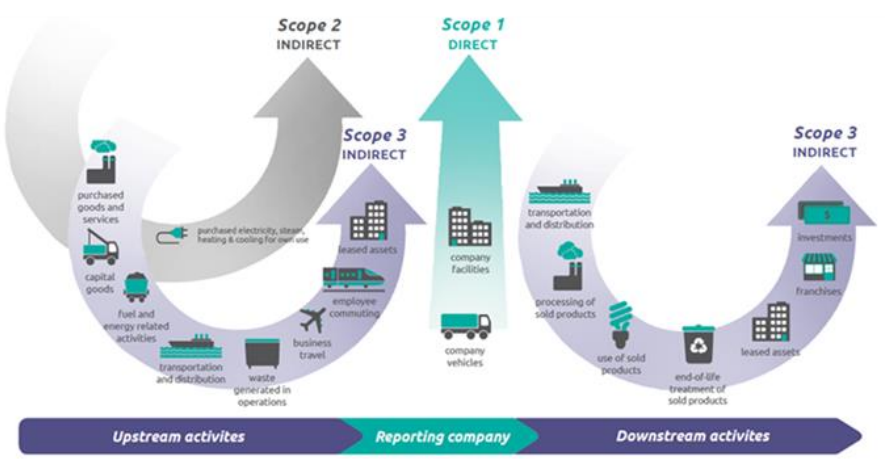 Scope 2
INDIRECT
Scope 1
DIRECT
Scope 3
INDIRECT
Scope 3
INDIRECT
purchased
goods and
services
purchased electricity, steam,
heating & cooling for own use
capital
goods
fuel and
energy related
activities
transportation
and distribution
waste
generated in
operations
business
travel
employee
commuting
leased assets
company
facilities
company
vehicles
transportation
and distribution
processing of
sold products
use of sold
products
end-of-life
treatment of
sold products
leased assets
franchises
$
investments
Upstream activites
Reporting company
Downstream activites